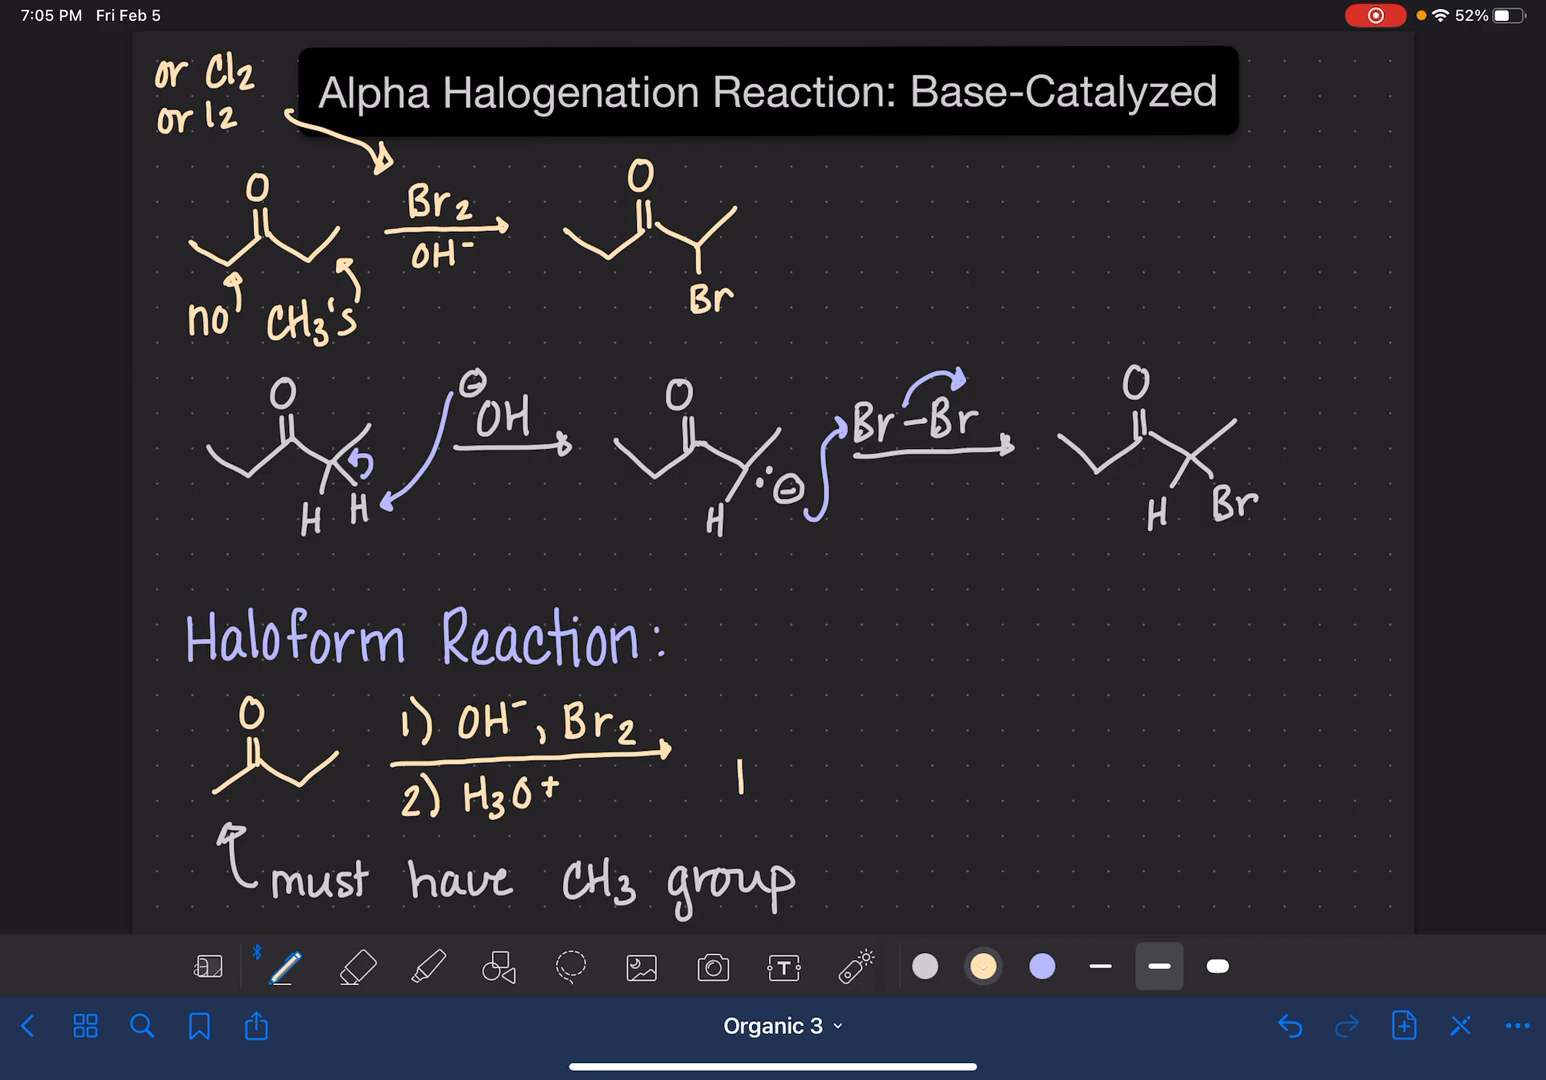 7:05 PM Fri Feb 5
52%
or Cl2
or I2
Alpha Halogenation Reaction: Base-Catalyzed
O
Br2
OH-
O
Br
no CH3's
O
H H
⊖
OH
O
H
:⊖
Br-Br
O
H Br
Haloform Reaction:
O
1) OH-, Br2
2) H3O+
must have CH3 group
T
Organic 3